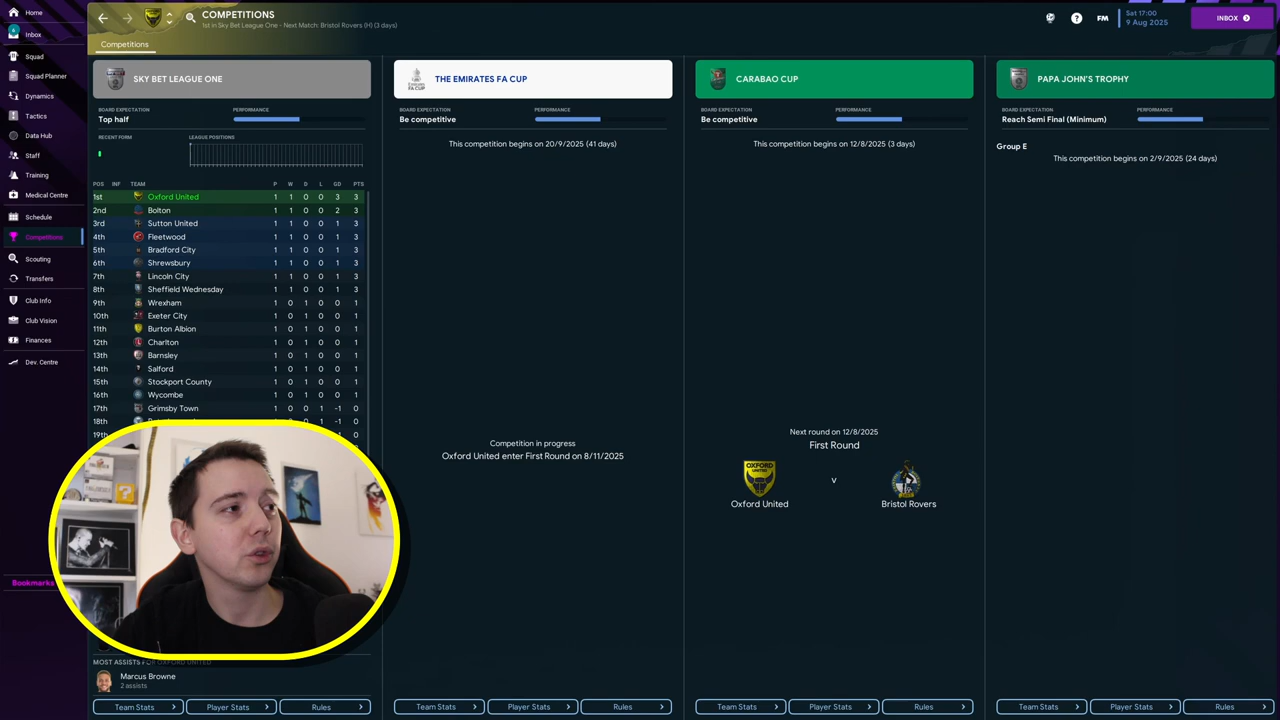 Home
Inbox
Squad
Squad Planner
Dynamics
Tactics
Data Hub
Staff
Training
Medical Centre
Schedule
Competitions
Scouting
Transfers
Club Info
Club Vision
Finances
Dev. Centre
Bookmarks
COMPETITIONS
1st in Sky Bet League One - Next Match: Bristol Rovers (H) (3 days)
?
FM
Sat 17:00
9 Aug 2025
INBOX
Competitions
SKY BET LEAGUE ONE
BOARD EXPECTATION PERFORMANCE
Top half
RECENT FORM LEAGUE POSITIONS
POS INF TEAM P W D L GD PTS
1st Oxford United 1 1 0 0 3 3
2nd Bolton 1 1 0 0 2 3
3rd Sutton United 1 1 0 0 1 3
4th Fleetwood 1 1 0 0 1 3
5th Bradford City 1 1 0 0 1 3
6th Shrewsbury 1 1 0 0 1 3
7th Lincoln City 1 1 0 0 1 3
8th Sheffield Wednesday 1 1 0 0 1 3
9th Wrexham 1 0 1 0 0 1
10th Exeter City 1 0 1 0 0 1
11th Burton Albion 1 0 1 0 0 1
12th Charlton 1 0 1 0 0 1
13th Barnsley 1 0 1 0 0 1
14th Salford 1 0 1 0 0 1
15th Stockport County 1 0 1 0 0 1
16th Wycombe 1 0 1 0 0 1
17th Grimsby Town 1 0 0 1 -1 0
18th 1 0 0 1 -1 0
19th
MOST ASSISTS FOR OXFORD UNITED
Marcus Browne
2 assists
Team Stats Player Stats Rules
THE EMIRATES FA CUP
BOARD EXPECTATION PERFORMANCE
Be competitive
This competition begins on 20/9/2025 (41 days)
Competition in progress
Oxford United enter First Round on 8/11/2025
Team Stats Player Stats Rules
CARABAO CUP
BOARD EXPECTATION PERFORMANCE
Be competitive
This competition begins on 12/8/2025 (3 days)
Next round on 12/8/2025
First Round
OXFORD UNITED
v
Oxford United Bristol Rovers
Team Stats Player Stats Rules
PAPA JOHN'S TROPHY
BOARD EXPECTATION PERFORMANCE
Reach Semi Final (Minimum)
Group E
This competition begins on 2/9/2025 (24 days)
Team Stats Player Stats Rules